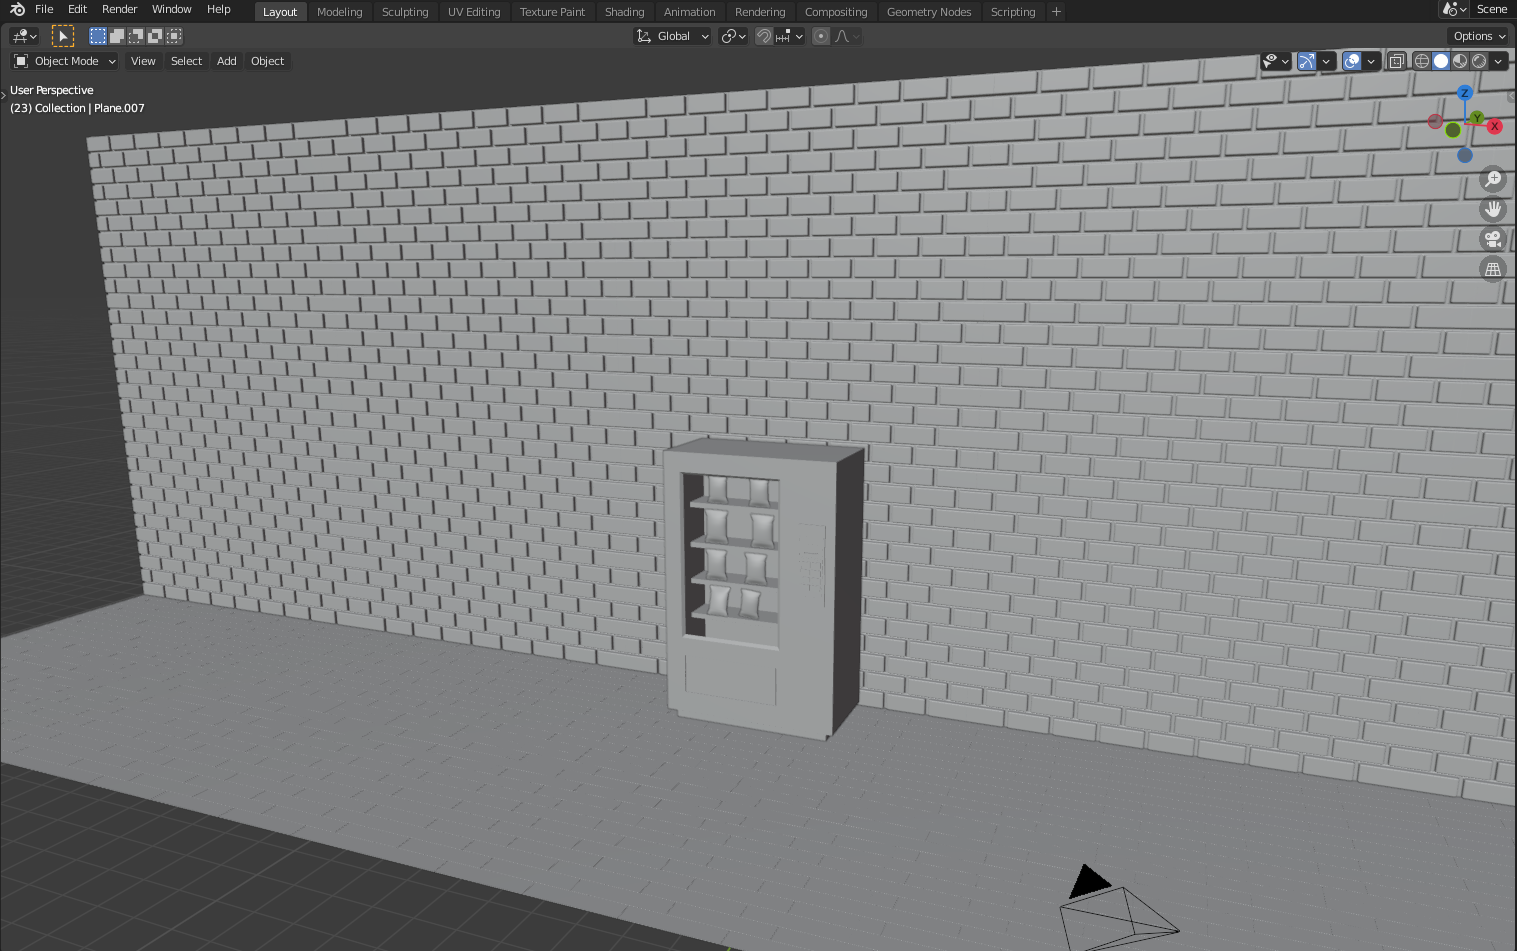 File Edit Render Window Help Layout Modeling Sculpting UV Editing Texture Paint Shading Animation Rendering Compositing Geometry Nodes Scripting + Scene
Global Options
Object Mode View Select Add Object
User Perspective
(23) Collection | Plane.007
Z
Y
X